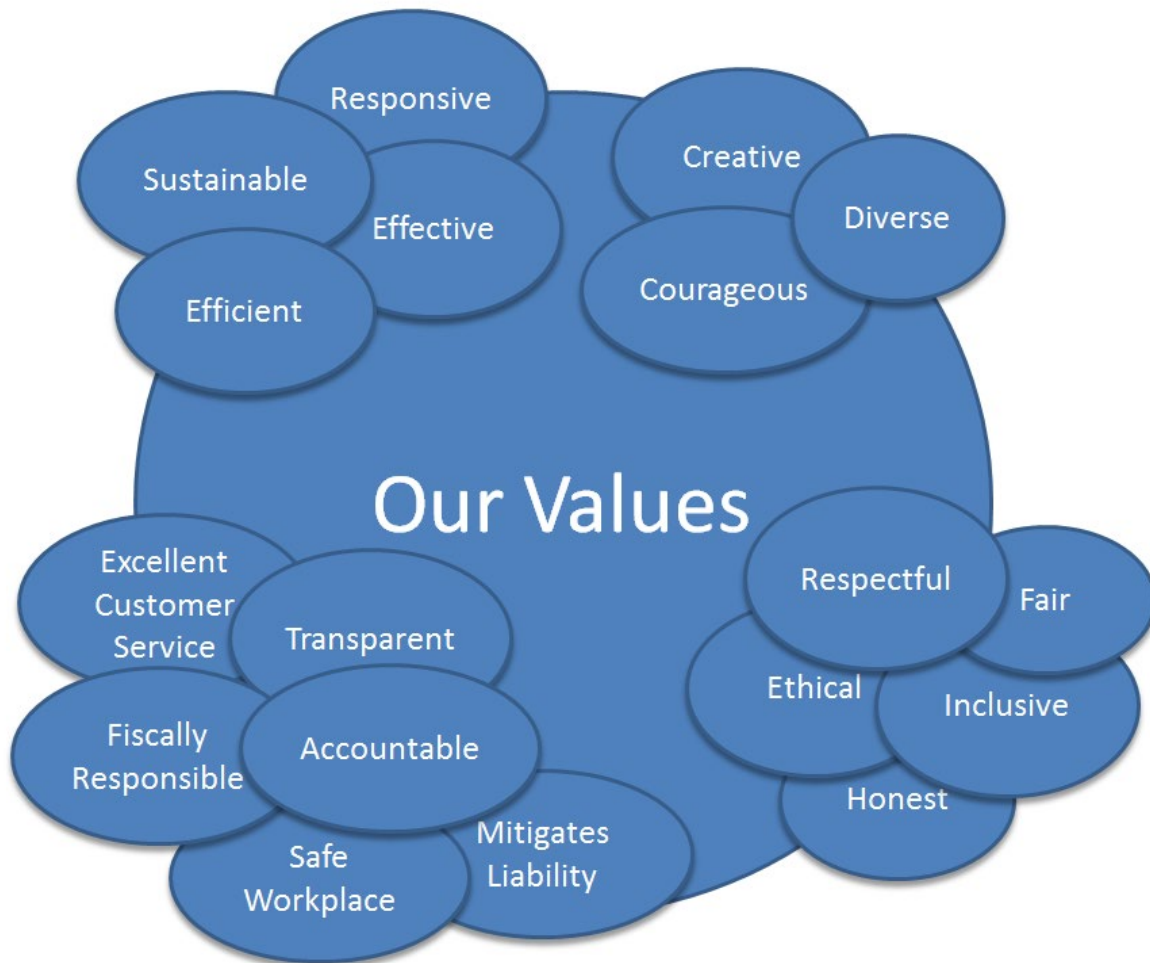 Responsive
Sustainable
Effective
Efficient
Creative
Diverse
Courageous
Our Values
Excellent
Customer
Service
Transparent
Fiscally
Responsible
Accountable
Safe
Workplace
Mitigates
Liability
Respectful
Fair
Ethical
Inclusive
Honest